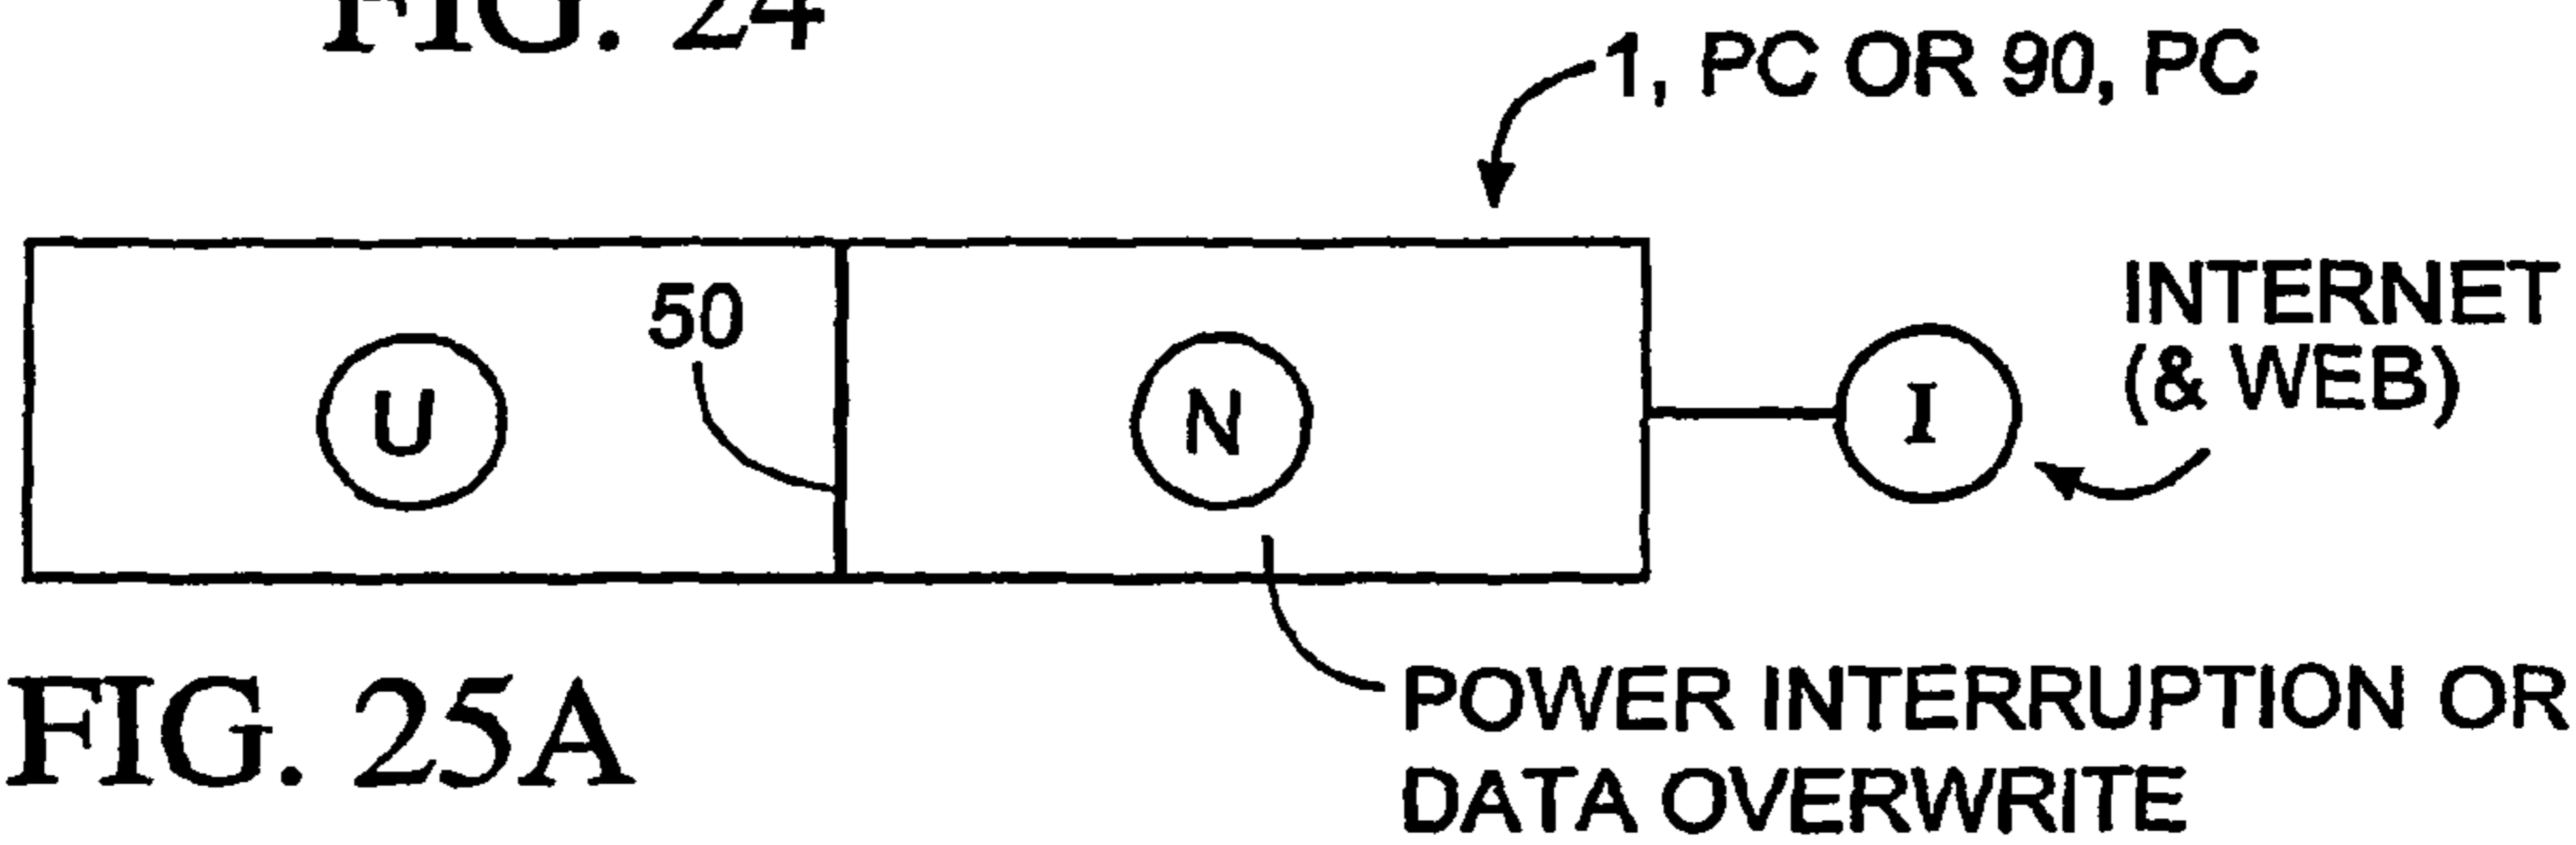 FIG. 24
1, PC OR 90, PC
50
U
N
I
INTERNET
(& WEB)
POWER INTERRUPTION OR
DATA OVERWRITE
FIG. 25A